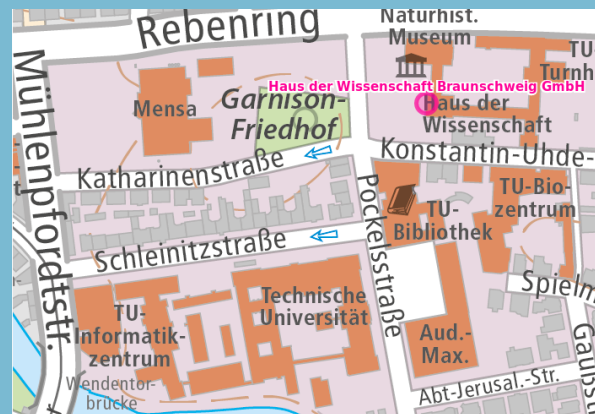 Rebenring
Naturhist.
Museum
TU-
Turnh
Mühlenpfordtstr.
Mensa
Garnison-
Friedhof
Haus der Wissenschaft Braunschweig GmbH
Haus der
Wissenschaft
Katharinenstraße
Konstantin-Uhde-
Pockelsstraße
TU-
Bibliothek
TU-Bio-
zentrum
Schleinitzstraße
Spielm
TU-
Informatik-
zentrum
Technische
Universität
Aud.-
Max.
Gaußst
Wendentor-
brücke
Abt-Jerusal.-Str.